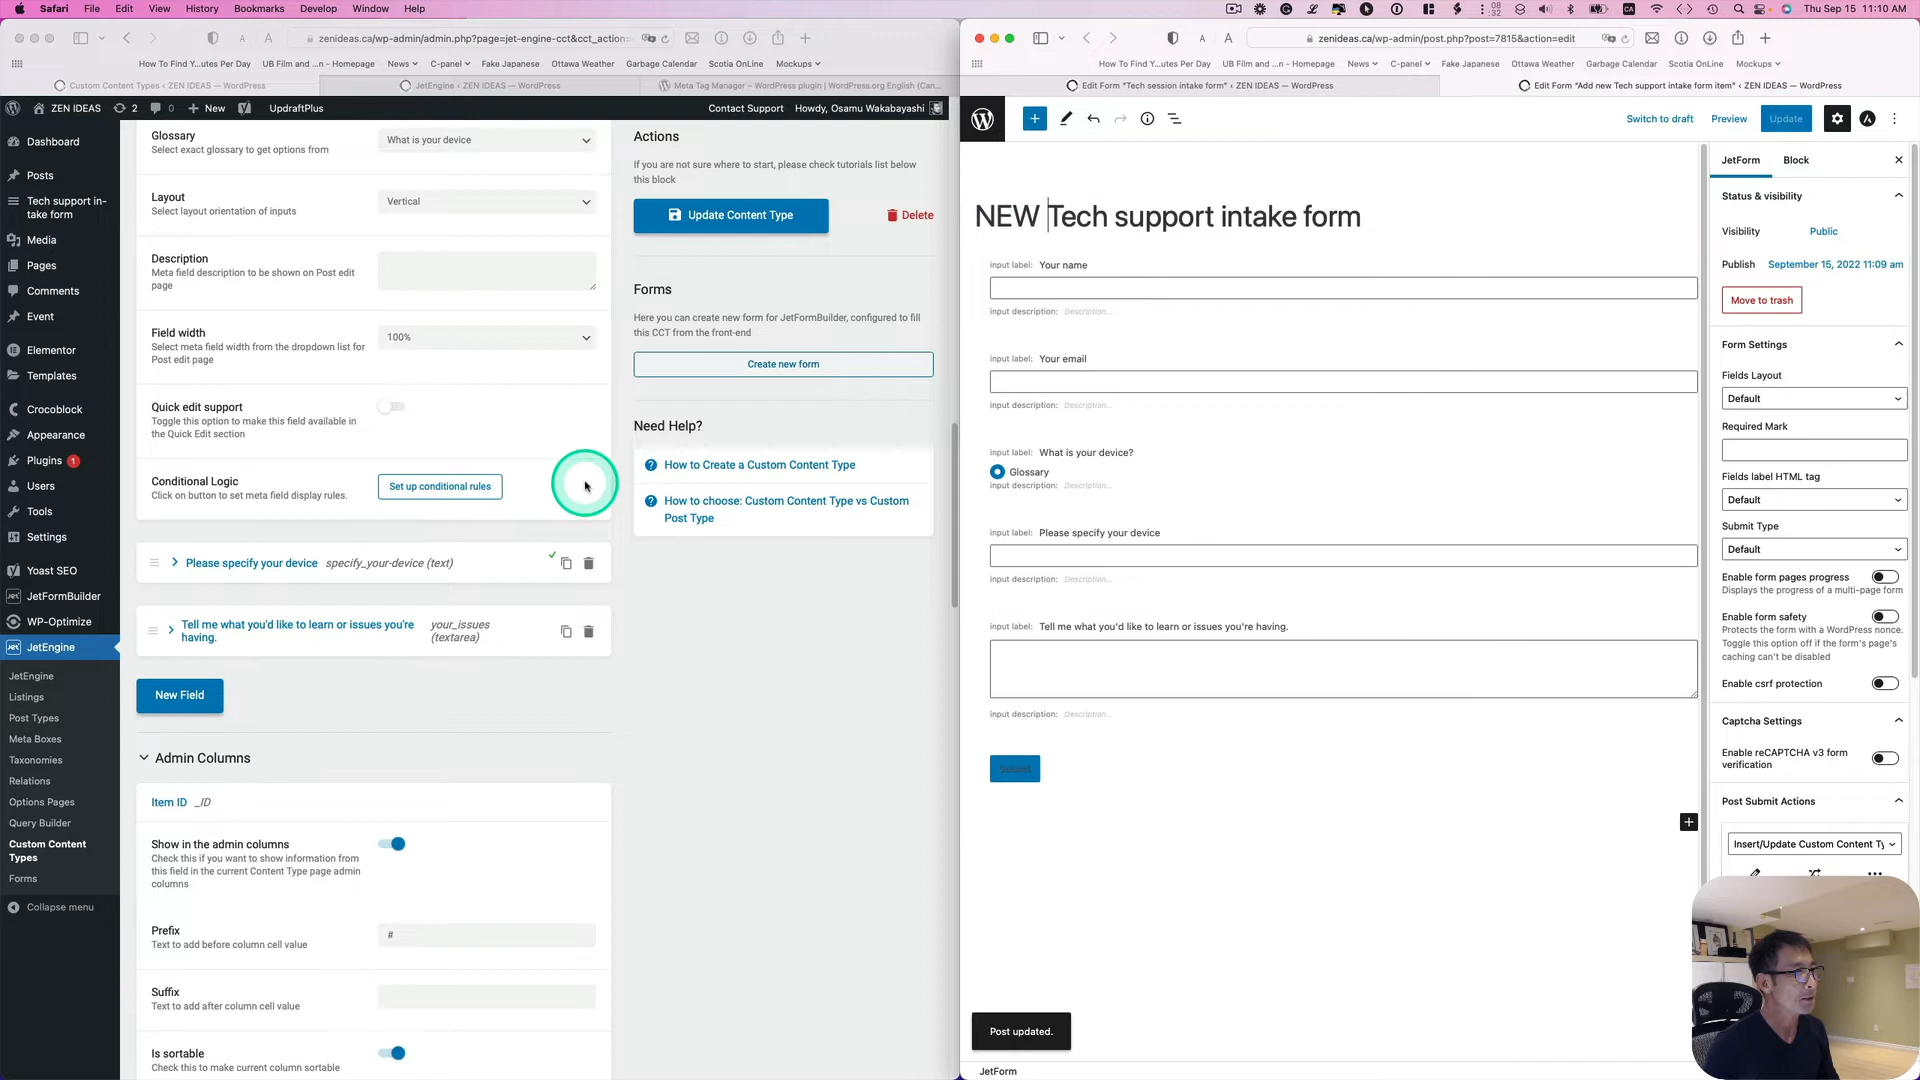 Safari File Edit View History Bookmarks Develop Window Help
08
32
CA
Thu Sep 15 11:10 AM
zenideas.ca/wp-admin/admin.php?page=jet-engine-cct&cct_action=
How To Find Y...utes Per Day UB Film and ...n - Homepage News C-panel Fake Japanese Ottawa Weather Garbage Calendar Scotia OnLine Mockups
Custom Content Types ‹ ZEN IDEAS — WordPress
JetEngine ‹ ZEN IDEAS — WordPress
Meta Tag Manager – WordPress plugin | WordPress.org English (Can...
ZEN IDEAS 2 0 New UpdraftPlus Contact Support Howdy, Osamu Wakabayashi
Dashboard
Posts
Tech support in-
take form
Media
Pages
Comments
Event
Elementor
Templates
Crocoblock
Appearance
Plugins 1
Users
Tools
Settings
Yoast SEO
JetFormBuilder
WP-Optimize
JetEngine
JetEngine
Listings
Post Types
Meta Boxes
Taxonomies
Relations
Options Pages
Query Builder
Custom Content
Types
Forms
Collapse menu
Glossary
Select exact glossary to get options from
What is your device
Layout
Select layout orientation of inputs
Vertical
Description
Meta field description to be shown on Post edit
page
Field width
Select meta field width from the dropdown list for
Post edit page
100%
Quick edit support
Toggle this option to make this field available in
the Quick Edit section
Conditional Logic
Click on button to set meta field display rules.
Set up conditional rules
Please specify your device specify_your-device (text)
Tell me what you'd like to learn or issues you're
having.
your_issues
(textarea)
New Field
Admin Columns
Item ID _ID
Show in the admin columns
Check this if you want to show information from
this field in the current Content Type page admin
columns
Prefix
Text to add before column cell value
#
Suffix
Text to add after column cell value
Is sortable
Check this to make current column sortable
Actions
If you are not sure where to start, please check tutorials list below
this block
Update Content Type
Delete
Forms
Here you can create new form for JetFormBuilder, configured to fill
this CCT from the front-end
Create new form
Need Help?
How to Create a Custom Content Type
How to choose: Custom Content Type vs Custom
Post Type
zenideas.ca/wp-admin/post.php?post=7815&action=edit
How To Find Y...utes Per Day UB Film and ...n - Homepage News C-panel Fake Japanese Ottawa Weather Garbage Calendar Scotia OnLine Mockups
Edit Form "Tech session intake form" ‹ ZEN IDEAS — WordPress
Edit Form "Add new Tech support intake form item" ‹ ZEN IDEAS — WordPress
Switch to draft Preview Update
NEW Tech support intake form
input label: Your name
input description: Description...
input label: Your email
input description: Description...
input label: What is your device?
Glossary
input description: Description...
input label: Please specify your device
input description: Description...
input label: Tell me what you'd like to learn or issues you're having.
input description: Description...
Submit
Post updated.
JetForm
JetForm Block
Status & visibility
Visibility Public
Publish September 15, 2022 11:09 am
Move to trash
Form Settings
Fields Layout
Default
Required Mark
Fields label HTML tag
Default
Submit Type
Default
Enable form pages progress
Displays the progress of a multi-page form
Enable form safety
Protects the form with a WordPress nonce.
Toggle this option off if the form's page's
caching can't be disabled
Enable csrf protection
Captcha Settings
Enable reCAPTCHA v3 form
verification
Post Submit Actions
Insert/Update Custom Content Ty